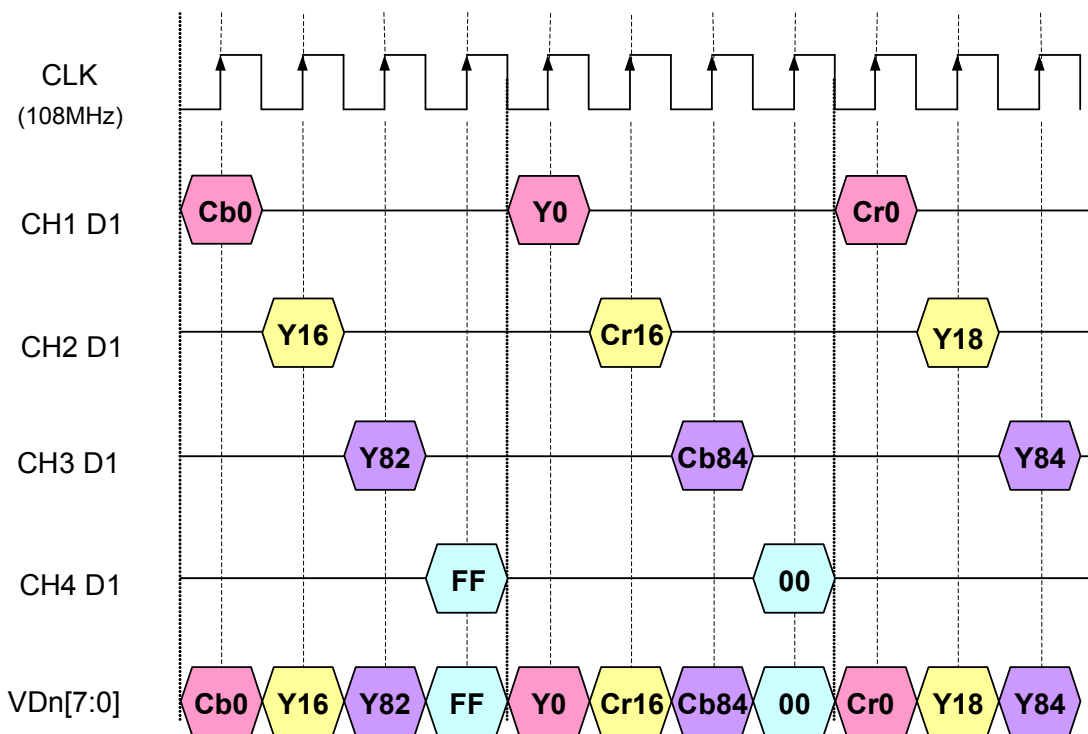 CLK
(108MHz)
CH1 D1
Cb0 Y0 Cr0
CH2 D1
Y16 Cr16 Y18
CH3 D1
Y82 Cb84 Y84
CH4 D1
FF 00
VDn[7:0]
Cb0 Y16 Y82 FF Y0 Cr16 Cb84 00 Cr0 Y18 Y84